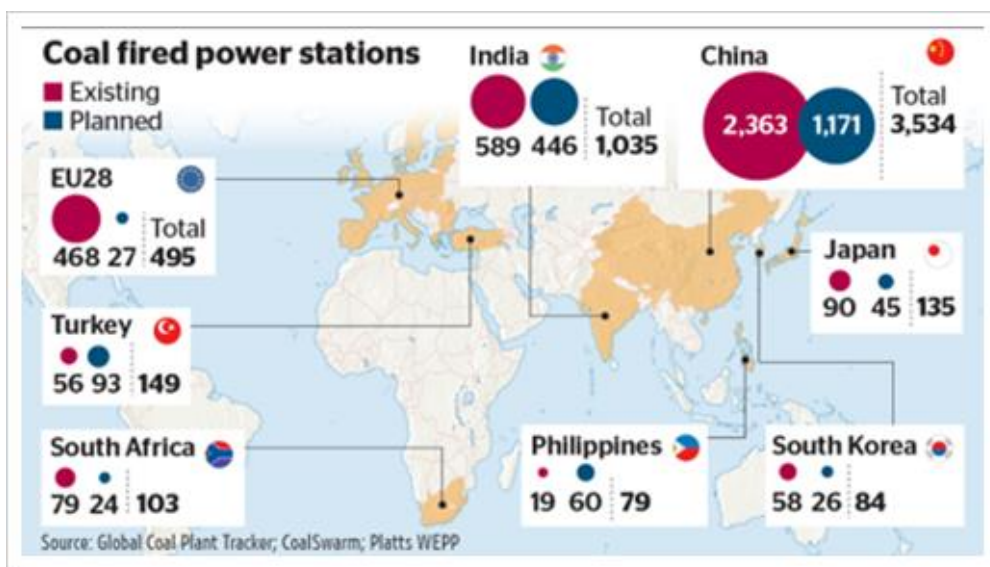 Coal fired power stations
Existing
Planned
India
589 446
Total
1,035
China
2,363 1,171
Total
3,534
EU28
468 27
Total
495
Turkey
56 93 149
South Africa
79 24 103
Japan
90 45 135
Philippines
19 60 79
South Korea
58 26 84
Source: Global Coal Plant Tracker; CoalSwarm; Platts WEPP